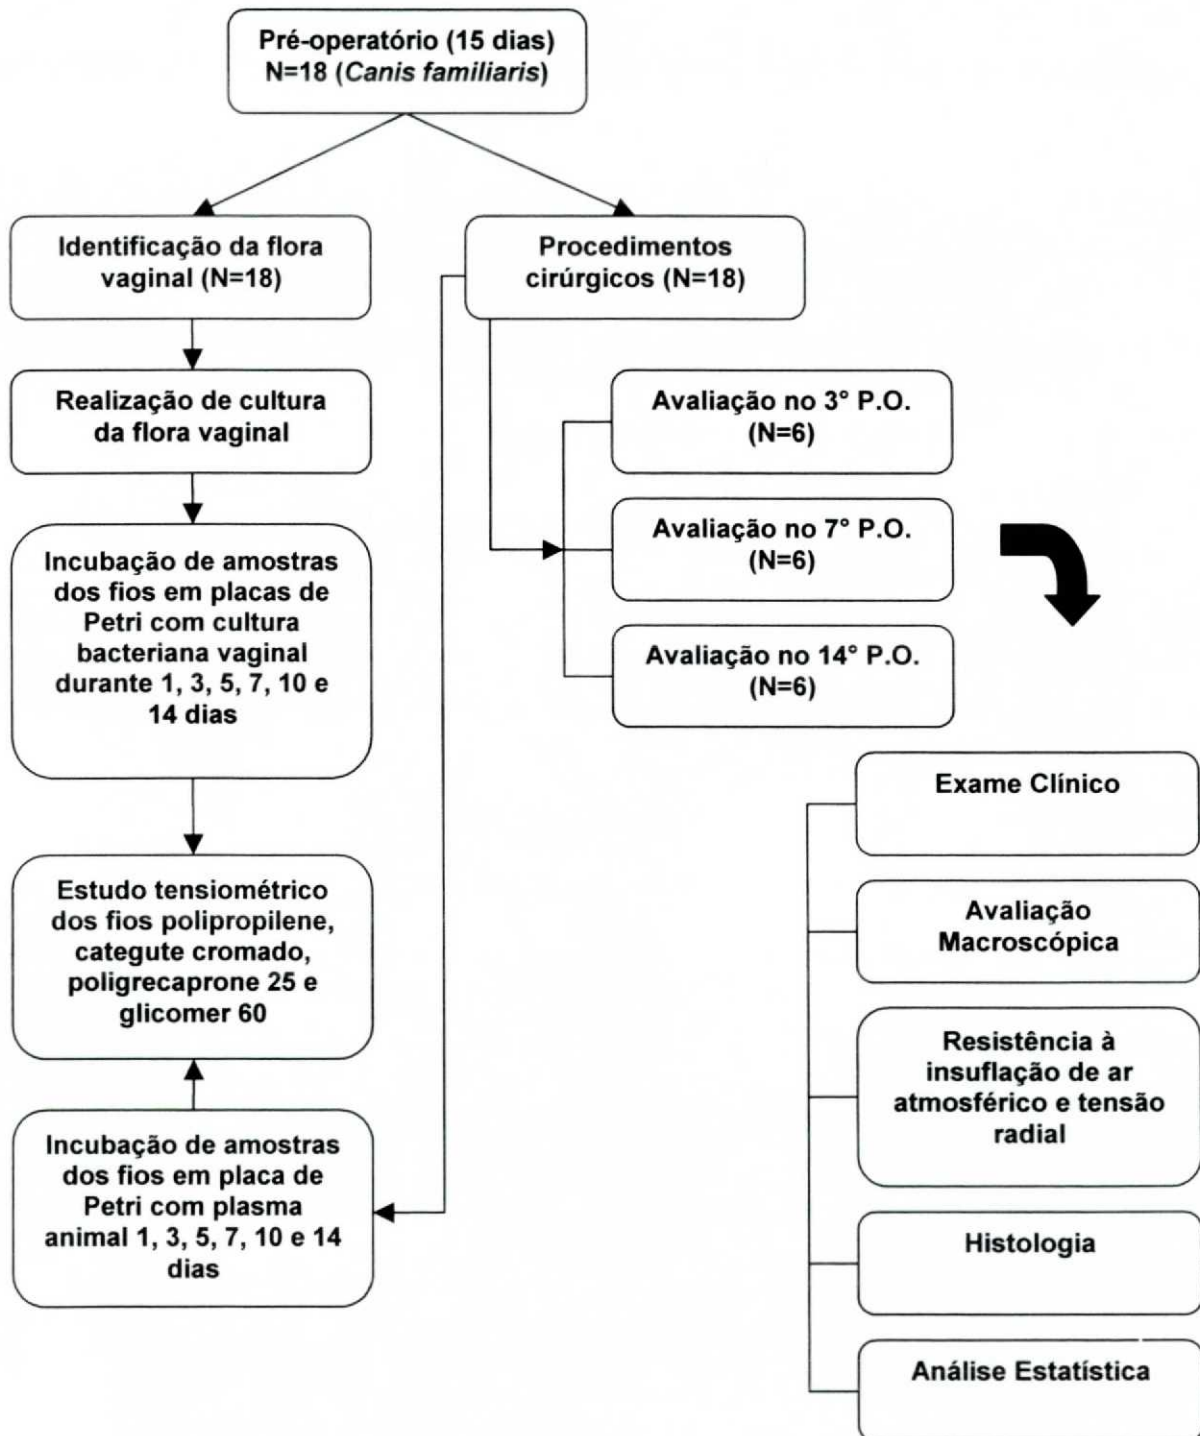 Pré-operatório (15 dias)
N=18 (Canis familiaris)
Identificação da flora
vaginal (N=18)
Procedimentos
cirúrgicos (N=18)
Realização de cultura
da flora vaginal
Avaliação no 3° P.O.
(N=6)
Avaliação no 7° P.O.
(N=6)
Avaliação no 14° P.O.
(N=6)
Incubação de amostras
dos fios em placas de
Petri com cultura
bacteriana vaginal
durante 1, 3, 5, 7, 10 e
14 dias
Estudo tensiométrico
dos fios polipropilene,
categute cromado,
poligrecaprone 25 e
glicomer 60
Incubação de amostras
dos fios em placa de
Petri com plasma
animal 1, 3, 5, 7, 10 e 14
dias
Exame Clínico
Avaliação
Macroscópica
Resistência à
insuflação de ar
atmosférico e tensão
radial
Histologia
Análise Estatística